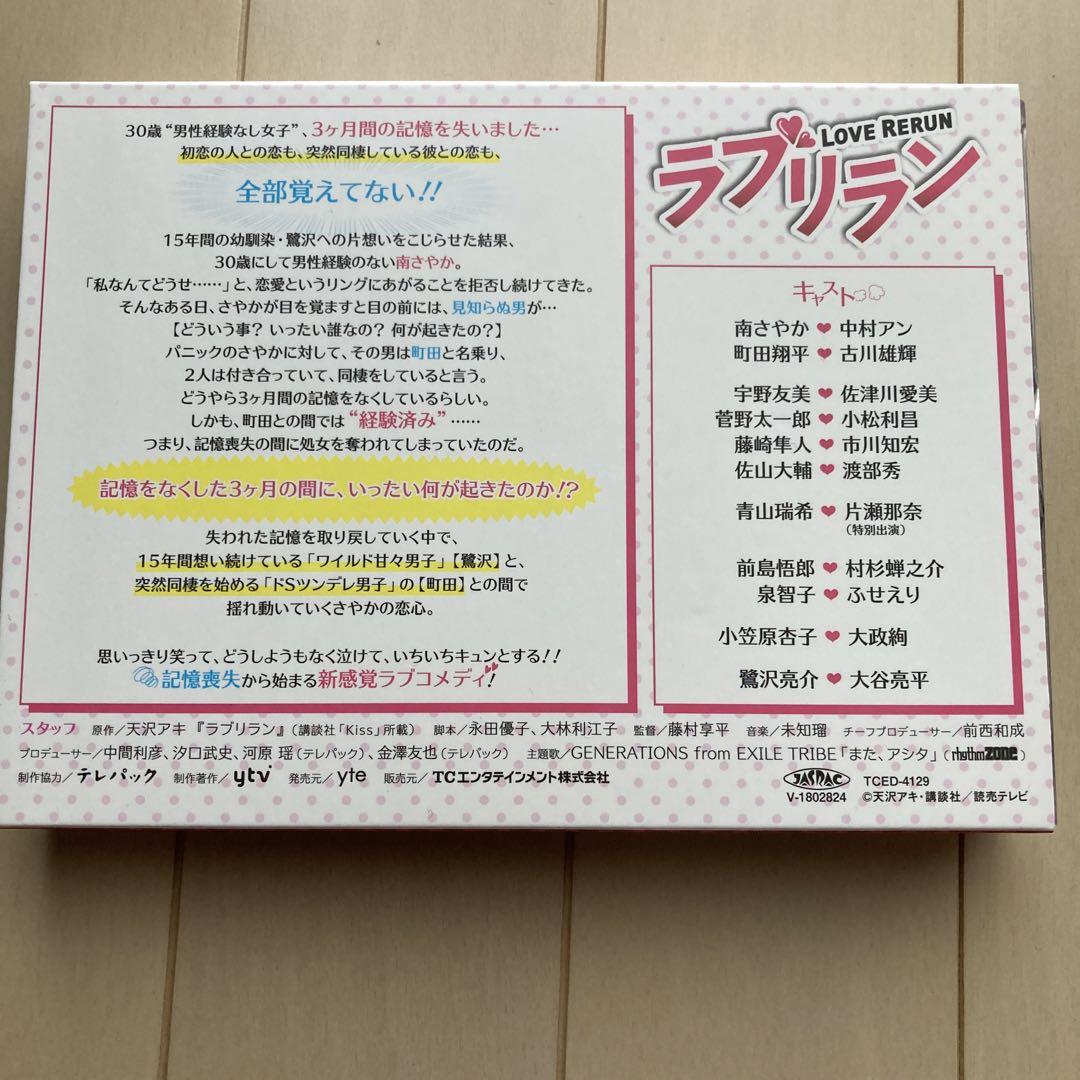 30歳“男性経験なし女子”、3ヶ月間の記憶を失いました…
初恋の人との恋も、突然同棲している彼との恋も、
全部覚えてない!!
15年間の幼馴染・鷺沢への片想いをこじらせた結果、
30歳にして男性経験のない南さやか。
「私なんてどうせ……」と、恋愛というリングにあがることを拒否し続けてきた。
そんなある日、さやかが目を覚ますと目の前には、見知らぬ男が…
【どういう事? いったい誰なの? 何が起きたの?】
パニックのさやかに対して、その男は町田と名乗り、
2人は付き合っていて、同棲をしていると言う。
どうやら3ヶ月間の記憶をなくしているらしい。
しかも、町田との間では“経験済み”……
つまり、記憶喪失の間に処女を奪われてしまっていたのだ。
記憶をなくした3ヶ月の間に、いったい何が起きたのか!?
失われた記憶を取り戻していく中で、
15年間想い続けている「ワイルド甘々男子」【鷺沢】と、
突然同棲を始める「ドSツンデレ男子」の【町田】との間で
揺れ動いていくさやかの恋心。
思いっきり笑って、どうしようもなく泣けて、いちいちキュンとする!!
記憶喪失から始まる新感覚ラブコメディ!
LOVE RERUN
ラブリラン
キャスト
南さやか ♥ 中村アン
町田翔平 ♥ 古川雄輝
宇野友美 ♥ 佐津川愛美
菅野太一郎 ♥ 小松利昌
藤崎隼人 ♥ 市川知宏
佐山大輔 ♥ 渡部秀
青山瑞希 ♥ 片瀬那奈
(特別出演)
前島悟郎 ♥ 村杉蝉之介
泉智子 ♥ ふせえり
小笠原杏子 ♥ 大政絢
鷺沢亮介 ♥ 大谷亮平
スタッフ 原作/天沢アキ『ラブリラン』(講談社「Kiss」所載) 脚本/永田優子、大林利江子 監督/藤村享平 音楽/未知瑠 チーフプロデューサー/前西和成
プロデューサー/中間利彦、汐口武史、河原瑶(テレパック)、金澤友也(テレパック) 主題歌/GENERATIONS from EXILE TRIBE「また、アシタ」(rhythm ZONE)
制作協力/テレパック 制作著作/ytv 発売元/yte 販売元/TCエンタテインメント株式会社
JASRAC
V-1802824
TCED-4129
©天沢アキ・講談社/読売テレビ